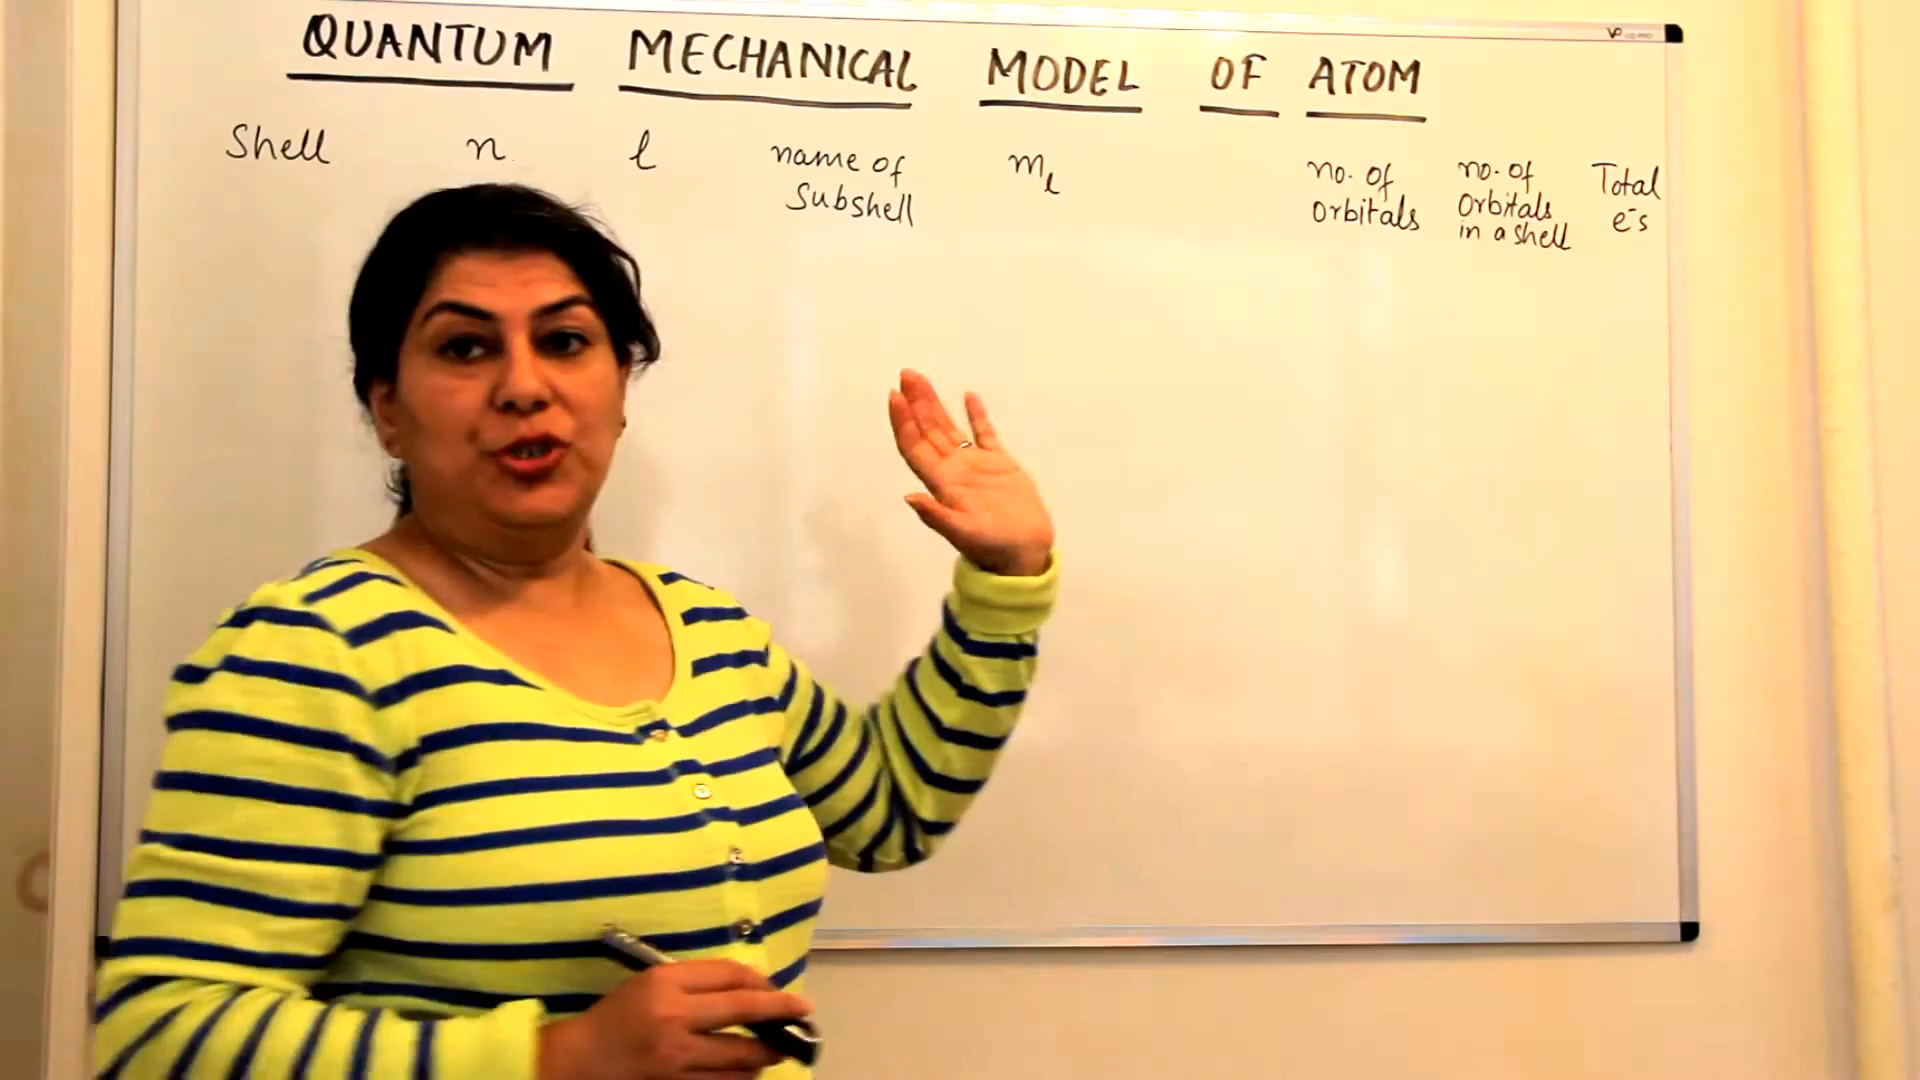 QUANTUM MECHANICAL MODEL OF ATOM
Shell n l name of Subshell mℓ no. of Orbitals no. of Orbitals in a shell Total e⁻s